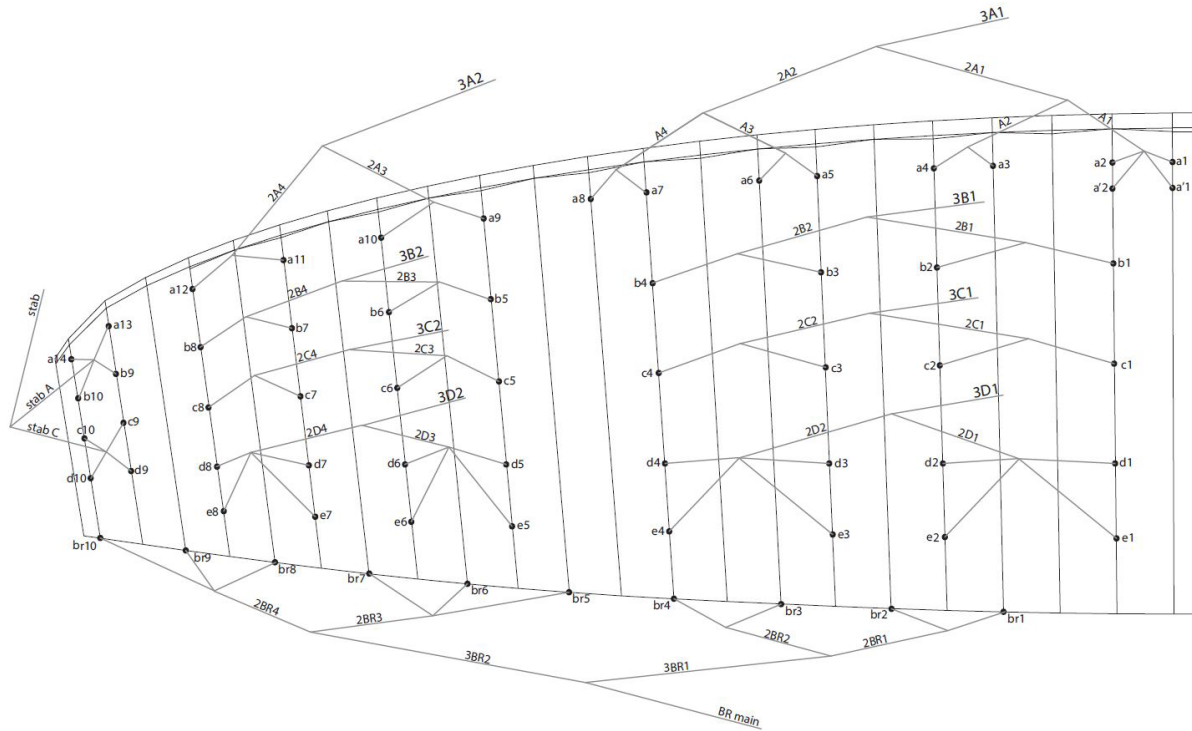 3A1
2A2
2A1
3A2
A4
A3
A2
A1
2A3
2A4
a8
a7
a6
a5
a4
a3
a2
a1
a'2
a'1
a9
a10
a11
a12
a13
a14
stab
3B1
2B2
2B1
b4
b3
b2
b1
3B2
2B4
2B3
b8
b7
b6
b5
b9
b10
3C1
2C2
2C1
c4
c3
c2
c1
3C2
2C4
2C3
c8
c7
c6
c5
c9
c10
stab A
stab C
3D1
2D2
2D1
d4
d3
d2
d1
3D2
2D4
2D3
d8
d7
d6
d5
d9
d10
e8
e7
e6
e5
e4
e3
e2
e1
br10
br9
br8
br7
br6
br5
br4
br3
br2
br1
2BR4
2BR3
2BR2
2BR1
3BR2
3BR1
BR main